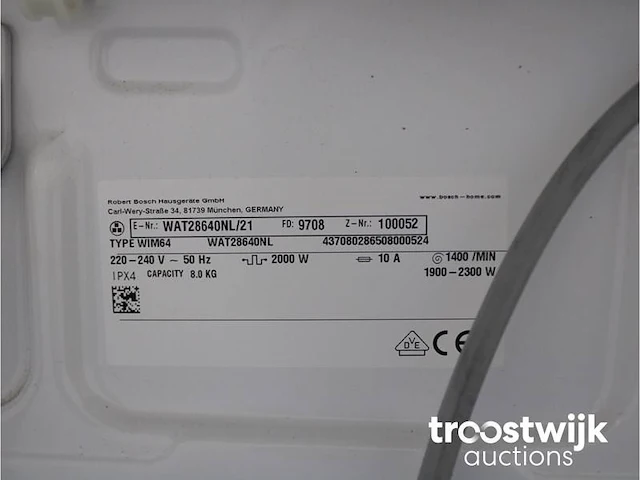 Robert Bosch Hausgeräte GmbH
Carl-Wery-Straße 34, 81739 München, GERMANY
www.bosch-home.com
E-Nr.: WAT28640NL/21 FD: 9708 Z-Nr.: 100052
TYPE WIM64 WAT28640NL 437080286508000524
220-240 V ~ 50 Hz 2000 W 10 A 1400 /MIN
IPX4 CAPACITY 8.0 KG 1900-2300 W
DVE CE
troostwijk
auctions